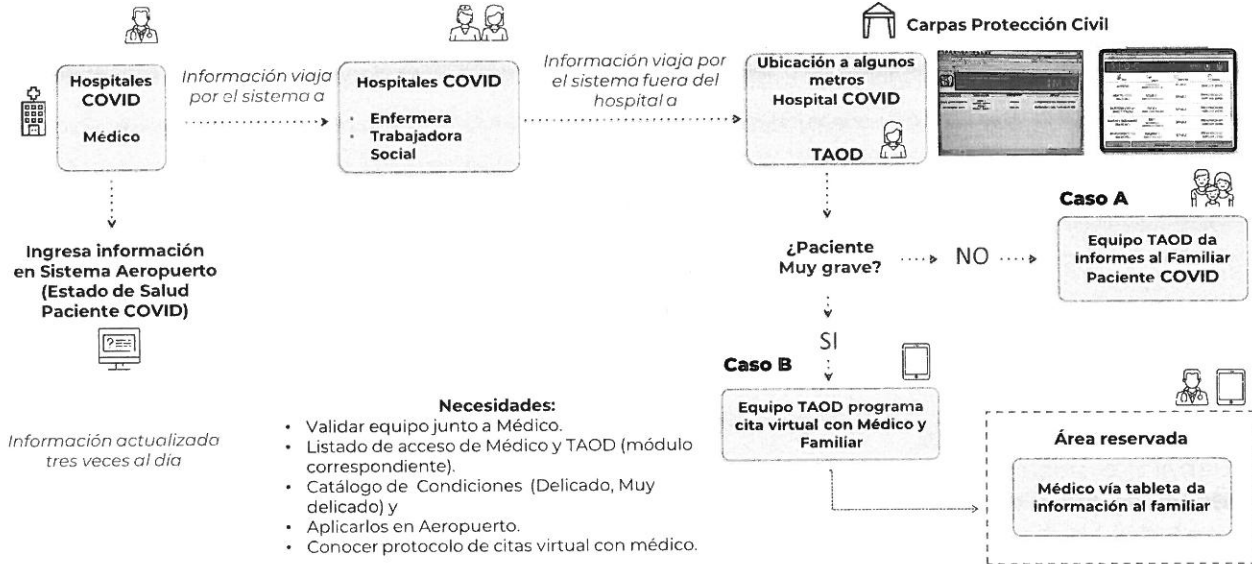 Carpas Protección Civil
Hospitales
COVID
Médico
Información viaja
por el sistema a
Hospitales COVID
• Enfermera
• Trabajadora
Social
Información viaja por
el sistema fuera del
hospital a
Ubicación a algunos
metros
Hospital COVID
TAOD
Ingresa información
en Sistema Aeropuerto
(Estado de Salud
Paciente COVID)
Información actualizada
tres veces al día
¿Paciente
Muy grave?
NO
Caso A
Equipo TAOD da
informes al Familiar
Paciente COVID
SI
Caso B
Equipo TAOD programa
cita virtual con Médico y
Familiar
Área reservada
Médico vía tableta da
información al familiar
Necesidades:
• Validar equipo junto a Médico.
• Listado de acceso de Médico y TAOD (módulo
correspondiente).
• Catálogo de Condiciones (Delicado, Muy
delicado) y
• Aplicarlos en Aeropuerto.
• Conocer protocolo de citas virtual con médico.